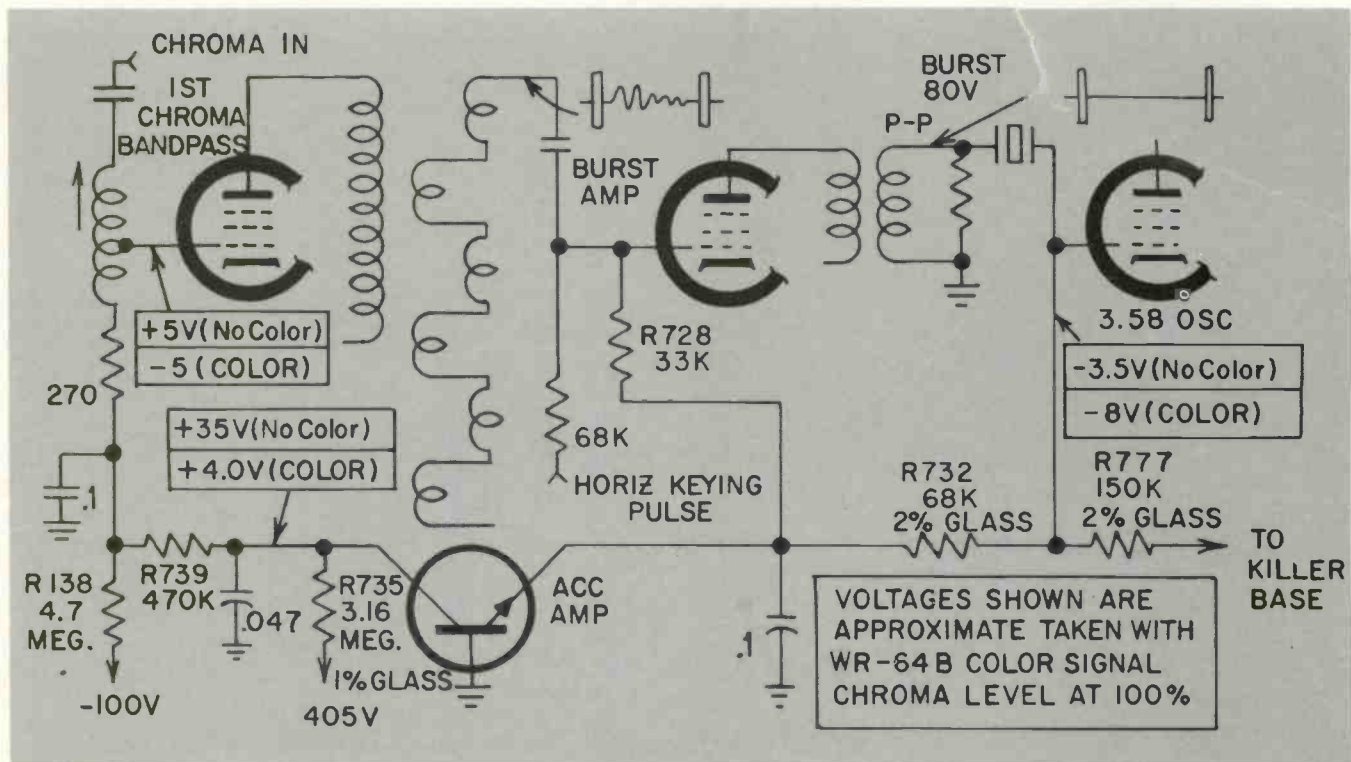 CHROMA IN
1ST
CHROMA
BANDPASS
BURST
80V
P-P
BURST
AMP
+5V(No Color)
-5 (COLOR)
270
R728
33K
3.58 OSC
-3.5V(No Color)
-8V(COLOR)
+35V(No Color)
+4.0V(COLOR)
68K
HORIZ KEYING
PULSE
.1
R732
68K
2% GLASS
R777
150K
2% GLASS
TO
KILLER
BASE
R138
4.7
MEG.
-100V
R739
470K
.047
R735
3.16
MEG.
1% GLASS
405V
ACC
AMP
.1
VOLTAGES SHOWN ARE
APPROXIMATE TAKEN WITH
WR-64B COLOR SIGNAL
CHROMA LEVEL AT 100%